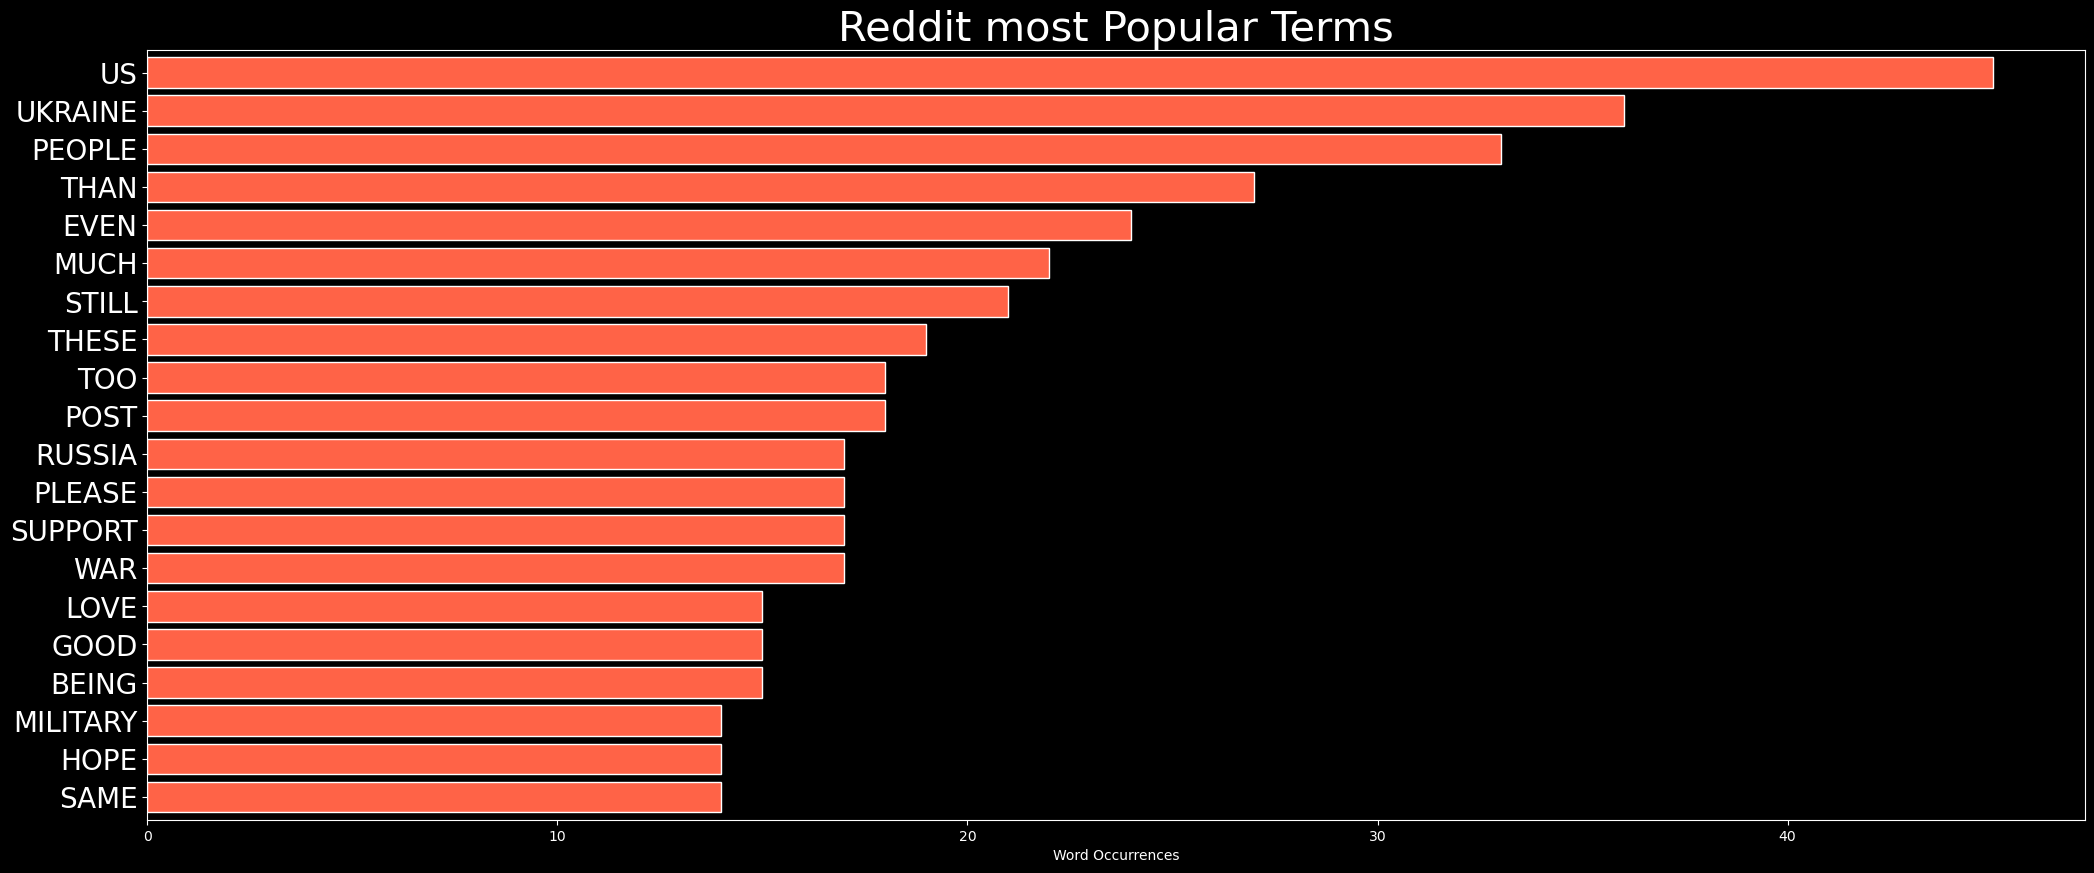 Reddit most Popular Terms
US
UKRAINE
PEOPLE
THAN
EVEN
MUCH
STILL
THESE
TOO
POST
RUSSIA
PLEASE
SUPPORT
WAR
LOVE
GOOD
BEING
MILITARY
HOPE
SAME
0 10 20 30 40
Word Occurrences